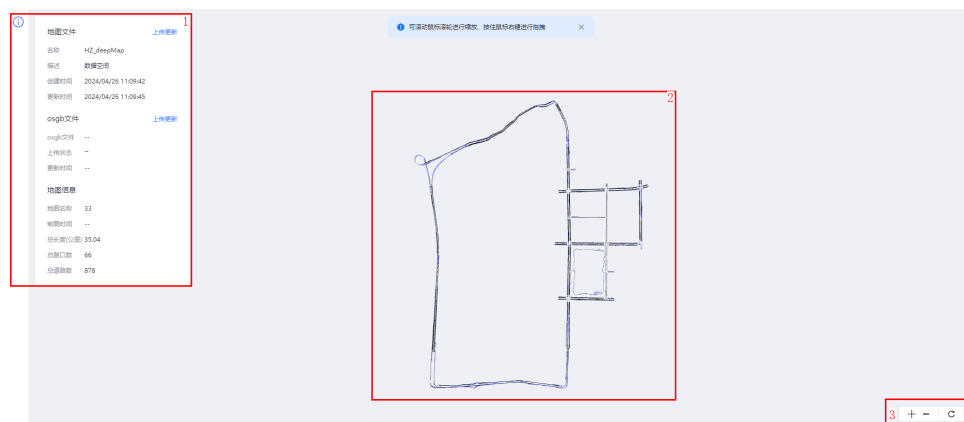 1
地图文件 上传更新
名称 HZ_deepMap
描述 数据空间
创建时间 2024/04/26 11:09:42
更新时间 2024/04/26 11:09:45
osgb文件 上传更新
osgb文件 --
上传状态 --
更新时间 --
地图信息
地图名称 33
制图时间 --
总长度(公里) 35.04
总路口数 66
总道路数 878
可滚动鼠标滚轮进行缩放、按住鼠标右键进行拖拽
2
3